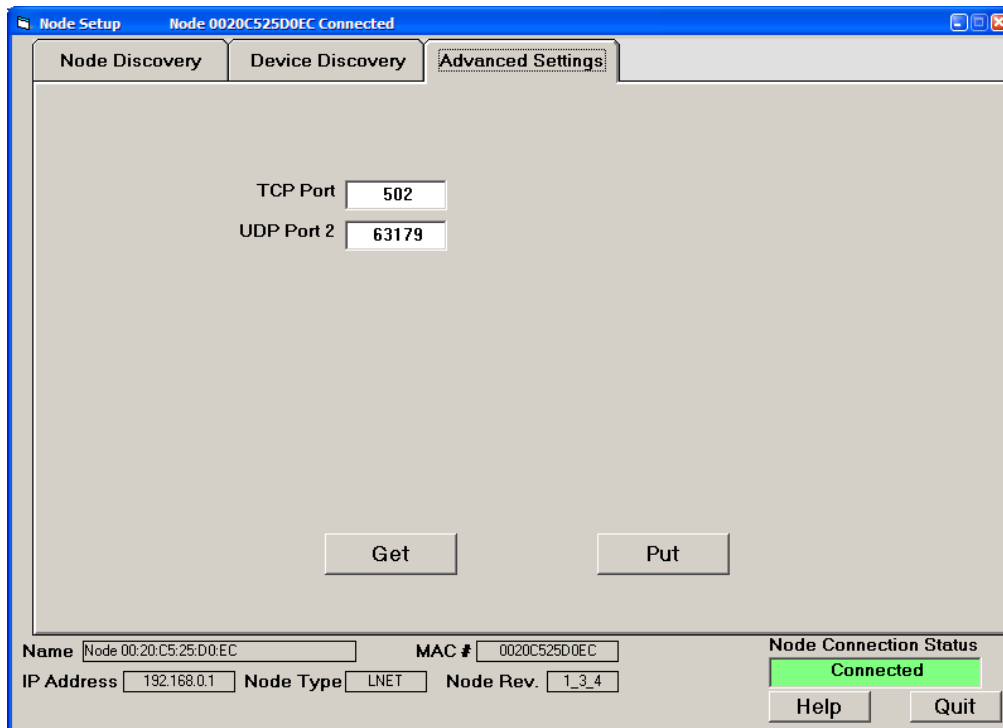 Node Setup Node 0020C525D0EC Connected
Node Discovery Device Discovery Advanced Settings
TCP Port 502
UDP Port 2 63179
Get Put
Name Node 00:20:C5:25:D0:EC MAC # 0020C525D0EC
Node Connection Status
Connected
IP Address 192.168.0.1 Node Type LNET Node Rev. 1_3_4
Help Quit